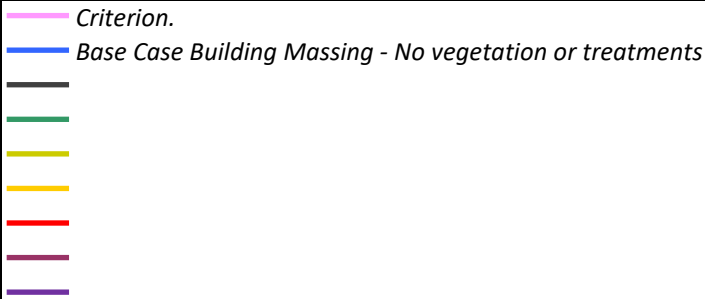 Criterion.
Base Case Building Massing - No vegetation or treatments